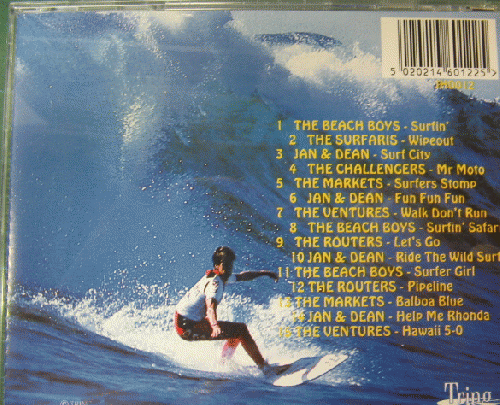 5 020214 601225>
1 THE BEACH BOYS - Surfin'
2 THE SURFARIS - Wipeout
3 JAN & DEAN - Surf City
4 THE CHALLENGERS - Mr Moto
5 THE MARKETS - Surfers Stomp
6 JAN & DEAN - Fun Fun Fun
7 THE VENTURES - Walk Don't Run
8 THE BEACH BOYS - Surfin' Safari
9 THE ROUTERS - Let's Go
10 JAN & DEAN - Ride The Wild Surf
11 THE BEACH BOYS - Surfer Girl
12 THE ROUTERS - Pipeline
13 THE MARKETS - Balboa Blue
14 JAN & DEAN - Help Me Rhonda
15 THE VENTURES - Hawaii 5-0
Tring